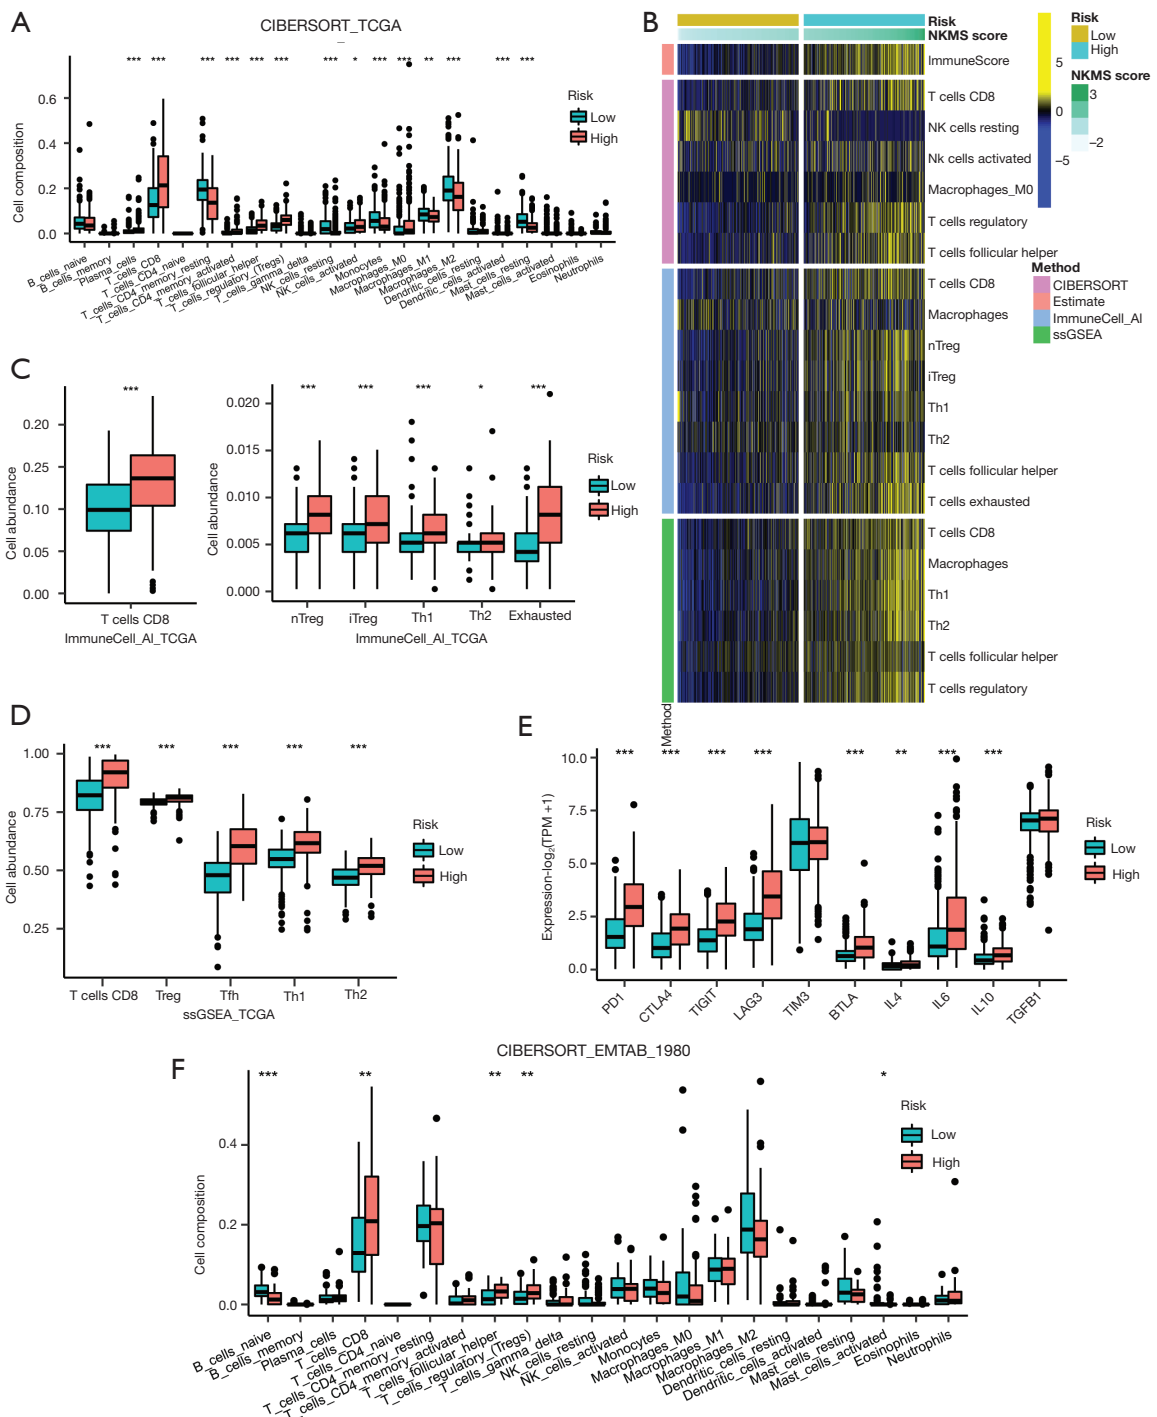 A
CIBERSORT_TCGA
_
*** *** *** *** *** *** *** * *** *** ** *** *** ***
Cell composition
0.6
0.4
0.2
0.0
Risk
Low
High
B_cells_naive
B_cells_memory
Plasma_cells
T_cells_CD8
T_cells_CD4_naive
T_cells_CD4_memory_resting
T_cells_CD4_memory_activated
T_cells_follicular_helper
T_cells_regulatory_(Tregs)
T_cells_gamma_delta
NK_cells_resting
NK_cells_activated
Monocytes
Macrophages_M0
Macrophages_M1
Macrophages_M2
Dendritic_cells_resting
Dendritic_cells_activated
Mast_cells_resting
Mast_cells_activated
Eosinophils
Neutrophils
B
Risk
NKMS score
ImmuneScore
T cells CD8
NK cells resting
Nk cells activated
Macrophages_M0
T cells regulatory
T cells follicular helper
T cells CD8
Macrophages
nTreg
iTreg
Th1
Th2
T cells follicular helper
T cells exhausted
T cells CD8
Macrophages
Th1
Th2
T cells follicular helper
T cells regulatory
Method
5
0
−5
Risk
Low
High
NKMS score
3
−2
Method
CIBERSORT
Estimate
ImmuneCell_AI
ssGSEA
C
***
Cell abundance
0.20
0.25
0.10
0.05
0.00
T cells CD8
ImmuneCell_AI_TCGA
*** *** *** * ***
Cell abundance
0.020
0.015
0.010
0.005
0.000
nTreg iTreg Th1 Th2 Exhausted
ImmuneCell_AI_TCGA
Risk
Low
High
D
*** *** *** *** ***
Cell abundance
1.00
0.75
0.50
0.25
T cells CD8 Treg Tfh Th1 Th2
ssGSEA_TCGA
Risk
Low
High
E
*** *** *** *** *** ** *** ***
Expression-log₂(TPM +1)
10.0
5.0
2.5
0.0
PD1
CTLA4
TIGIT
LAG3
TIM3
BTLA
IL4
IL6
IL10
TGFB1
Risk
Low
High
F
CIBERSORT_EMTAB_1980
*** ** ** ** *
Cell composition
0.4
0.2
0.0
Risk
Low
High
B_cells_naive
B_cells_memory
Plasma_cells
T_cells_CD8
T_cells_CD4_naive
T_cells_CD4_memory_resting
T_cells_CD4_memory_activated
T_cells_follicular_helper
T_cells_regulatory_(Tregs)
T_cells_gamma_delta
NK_cells_resting
NK_cells_activated
Monocytes
Macrophages_M0
Macrophages_M1
Macrophages_M2
Dendritic_cells_resting
Dendritic_cells_activated
Mast_cells_resting
Mast_cells_activated
Eosinophils
Neutrophils